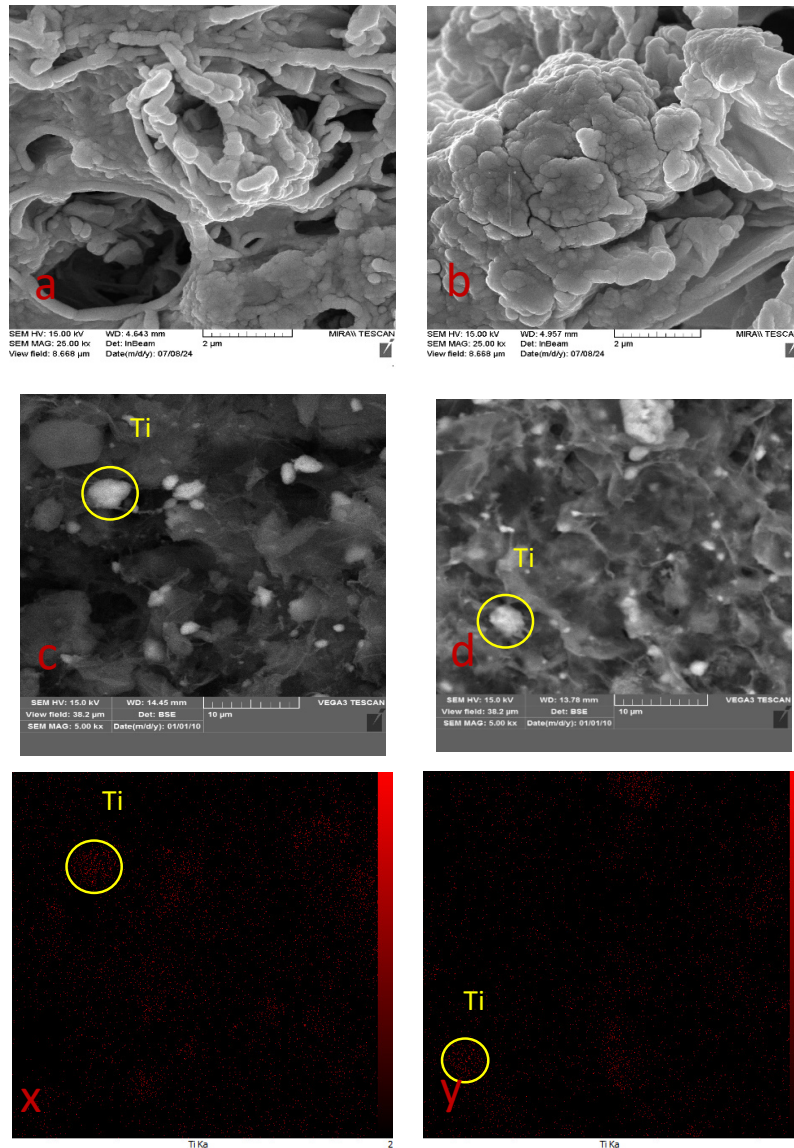 a
SEM HV: 15.00 kV WD: 4.643 mm
SEM MAG: 25.00 kx Det: InBeam 2 µm
View field: 8.668 µm Date(m/d/y): 07/08/24
MIRA\\ TESCAN
b
SEM HV: 15.00 kV WD: 4.957 mm
SEM MAG: 25.00 kx Det: InBeam 2 µm
View field: 8.668 µm Date(m/d/y): 07/08/24
MIRA\\ TESCAN
Ti
c
SEM HV: 15.0 kV WD: 14.45 mm VEGA3 TESCAN
View field: 38.2 µm Det: BSE 10 µm
SEM MAG: 5.00 kx Date(m/d/y): 01/01/10
Ti
d
SEM HV: 15.0 kV WD: 13.78 mm VEGA3 TESCAN
View field: 38.2 µm Det: BSE 10 µm
SEM MAG: 5.00 kx Date(m/d/y): 01/01/10
Ti
x
Ti Ka 2
Ti
y
Ti Ka